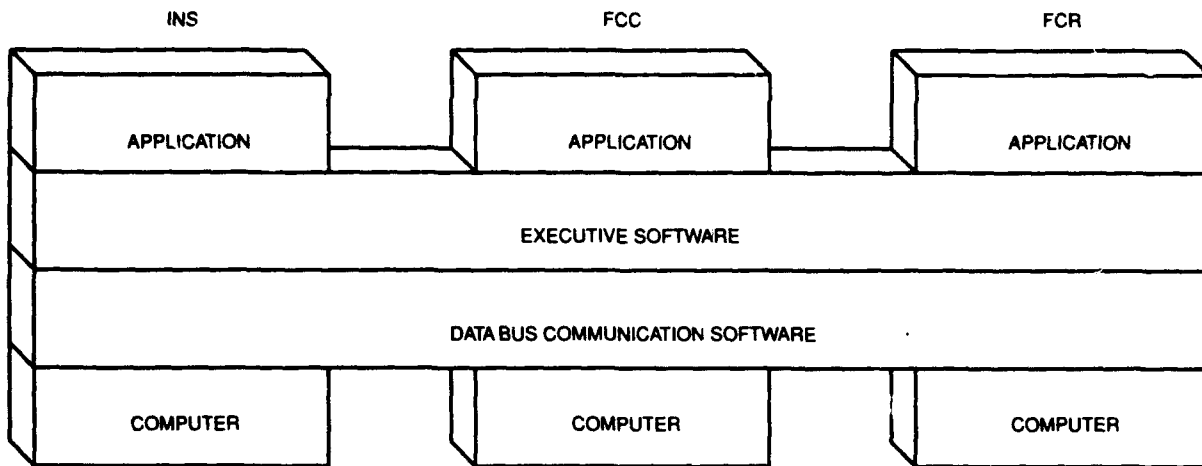 INS FCC FCR
APPLICATION APPLICATION APPLICATION
EXECUTIVE SOFTWARE
DATA BUS COMMUNICATION SOFTWARE
COMPUTER COMPUTER COMPUTER